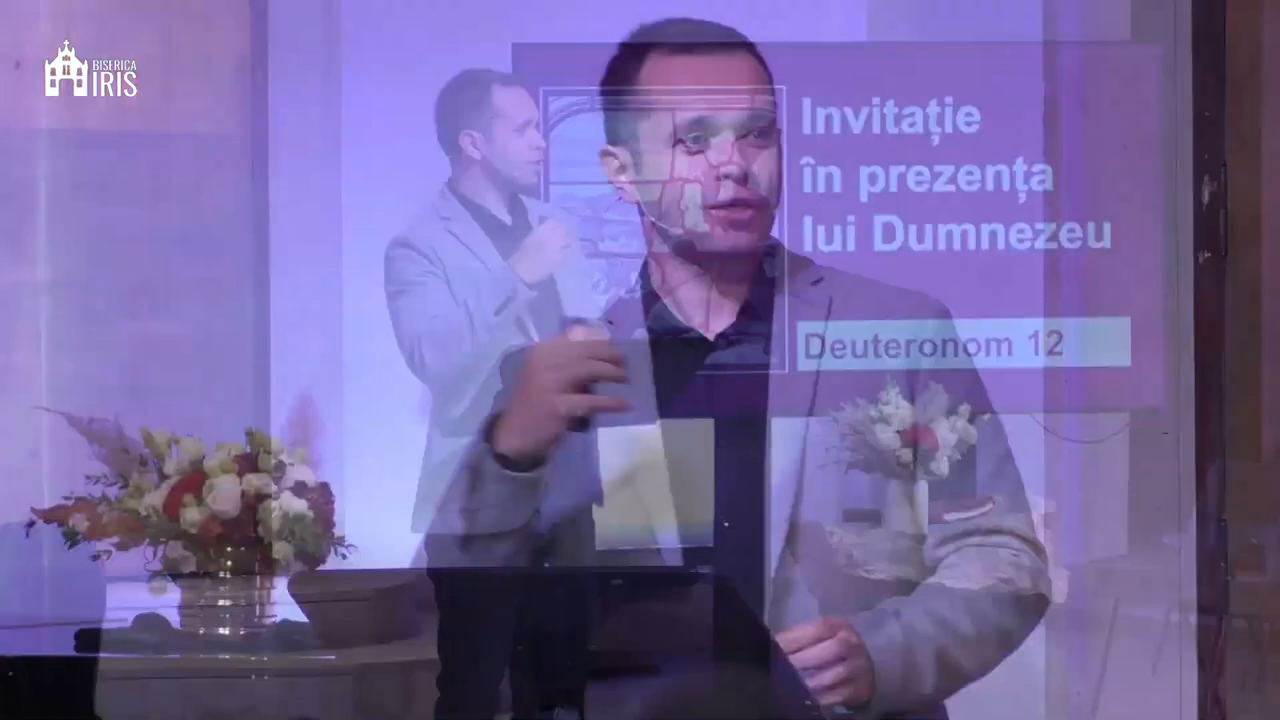 BISERICA
IRIS
Invitație
în prezența
lui Dumnezeu
Deuteronom 12